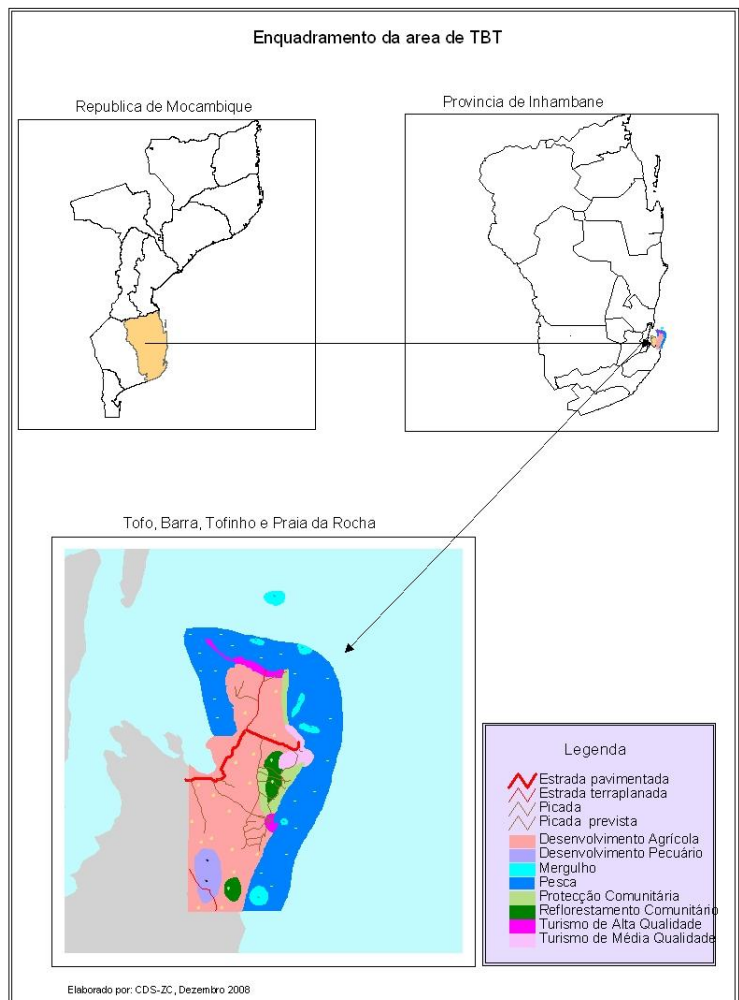 Enquadramento da area de TBT
Republica de Mocambique
Provincia de Inhambane
Tofo, Barra, Tofinho e Praia da Rocha
Legenda
Estrada pavimentada
Estrada terraplanada
Picada
Picada prevista
Desenvolvimento Agrícola
Desenvolvimento Pecuário
Mergulho
Pesca
Protecção Comunitária
Reflorestamento Comunitário
Turismo de Alta Qualidade
Turismo de Média Qualidade
Elaborado por: CDS-ZC, Dezembro 2008